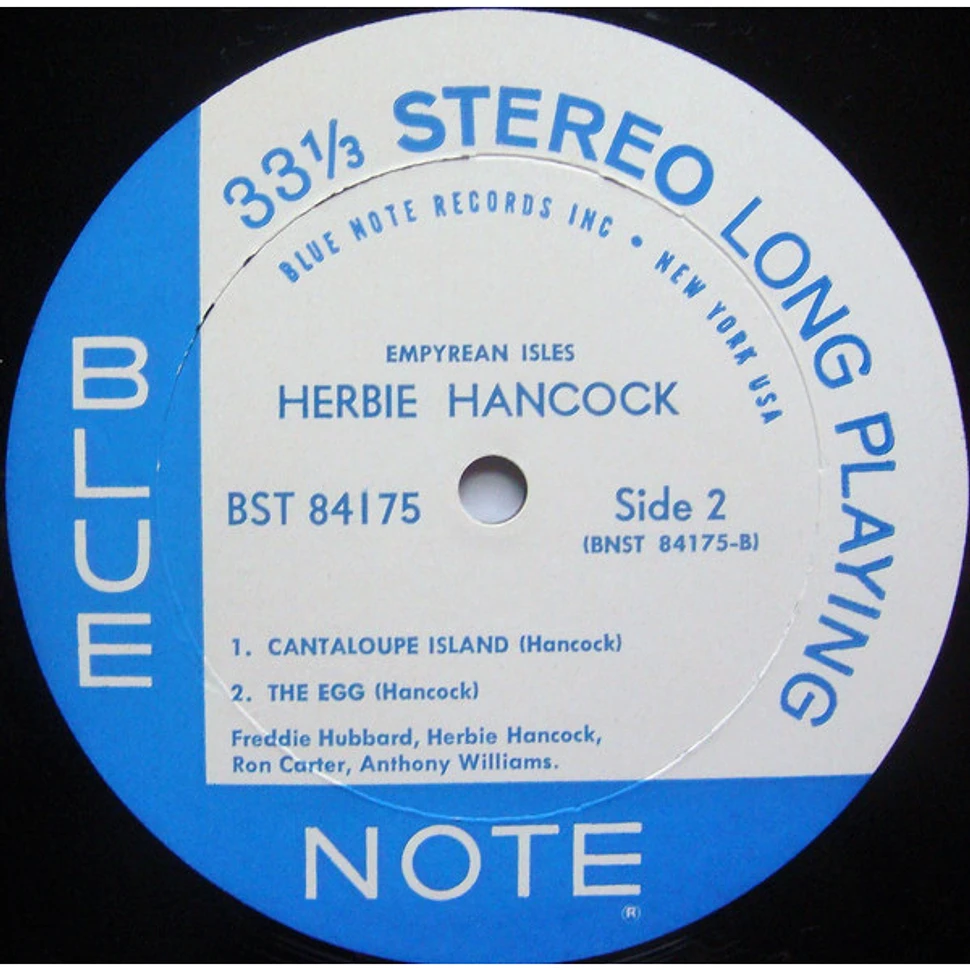 33⅓ STEREO LONG PLAYING
BLUE NOTE RECORDS INC • NEW YORK USA
EMPYREAN ISLES
HERBIE HANCOCK
BST 84175
Side 2
(BNST 84175-B)
1. CANTALOUPE ISLAND (Hancock)
2. THE EGG (Hancock)
Freddie Hubbard, Herbie Hancock,
Ron Carter, Anthony Williams.
BLUE
NOTE
®